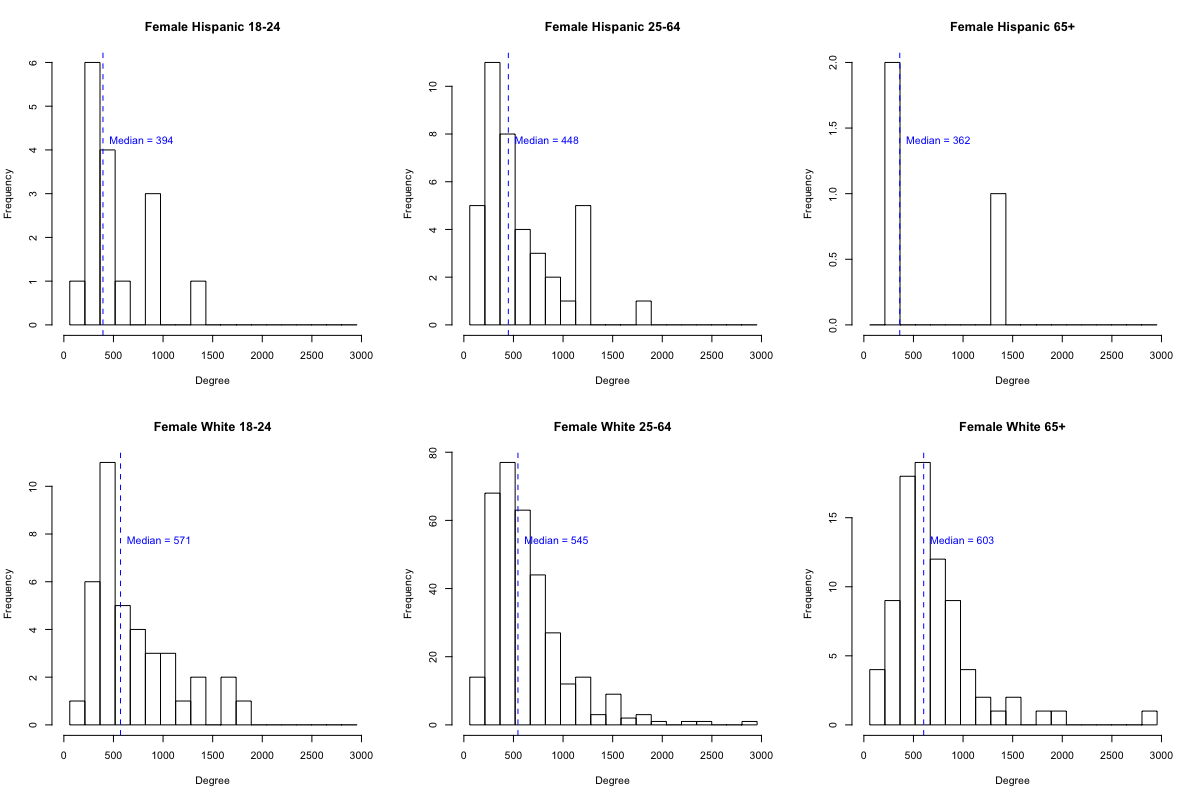 Female Hispanic 18-24
Frequency
0 1 2 3 4 5 6
Median = 394
0 500 1000 1500 2000 2500 3000
Degree
Female Hispanic 25-64
Frequency
0 2 4 6 8 10
Median = 448
0 500 1000 1500 2000 2500 3000
Degree
Female Hispanic 65+
Frequency
0.0 0.5 1.0 1.5 2.0
Median = 362
0 500 1000 1500 2000 2500 3000
Degree
Female White 18-24
Frequency
0 2 4 6 8 10
Median = 571
0 500 1000 1500 2000 2500 3000
Degree
Female White 25-64
Frequency
0 20 40 60 80
Median = 545
0 500 1000 1500 2000 2500 3000
Degree
Female White 65+
Frequency
0 5 10 15
Median = 603
0 500 1000 1500 2000 2500 3000
Degree